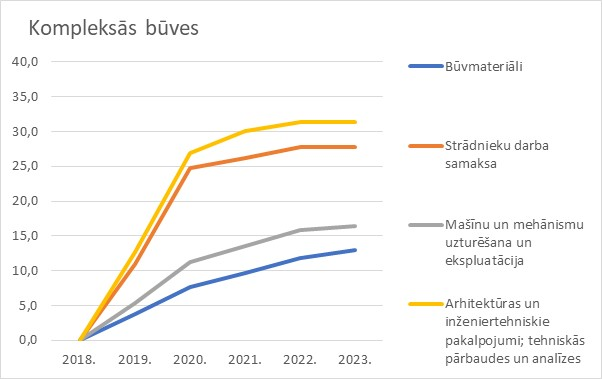 Kompleksās būves
40,0
35,0
30,0
25,0
20,0
15,0
10,0
5,0
0,0
2018.
2019.
2020.
2021.
2022.
2023.
Būvmateriāli
Strādnieku darba
samaksa
Mašīnu un mehānismu
uzturēšana un
ekspluatācija
Arhitektūras un
inženiertehniskie
pakalpojumi; tehniskās
pārbaudes un analīzes